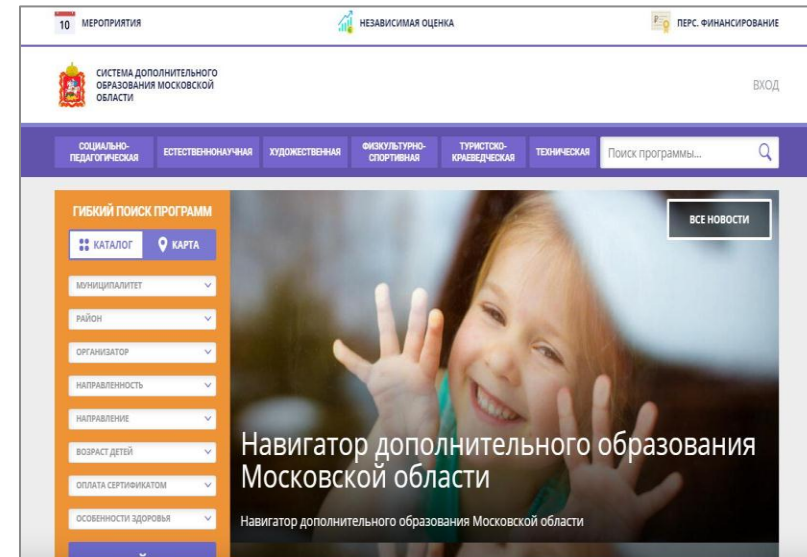 10 МЕРОПРИЯТИЯ
НЕЗАВИСИМАЯ ОЦЕНКА
ПЕРС. ФИНАНСИРОВАНИЕ
СИСТЕМА ДОПОЛНИТЕЛЬНОГО
ОБРАЗОВАНИЯ МОСКОВСКОЙ
ОБЛАСТИ
ВХОД
СОЦИАЛЬНО-
ПЕДАГОГИЧЕСКАЯ
ЕСТЕСТВЕННОНАУЧНАЯ
ХУДОЖЕСТВЕННАЯ
ФИЗКУЛЬТУРНО-
СПОРТИВНАЯ
ТУРИСТСКО-
КРАЕВЕДЧЕСКАЯ
ТЕХНИЧЕСКАЯ
Поиск программы...
ГИБКИЙ ПОИСК ПРОГРАММ
КАТАЛОГ
КАРТА
МУНИЦИПАЛИТЕТ
РАЙОН
ОРГАНИЗАТОР
НАПРАВЛЕННОСТЬ
НАПРАВЛЕНИЕ
ВОЗРАСТ ДЕТЕЙ
ОПЛАТА СЕРТИФИКАТОМ
ОСОБЕННОСТИ ЗДОРОВЬЯ
ВСЕ НОВОСТИ
Навигатор дополнительного образования
Московской области
Навигатор дополнительного образования Московской области